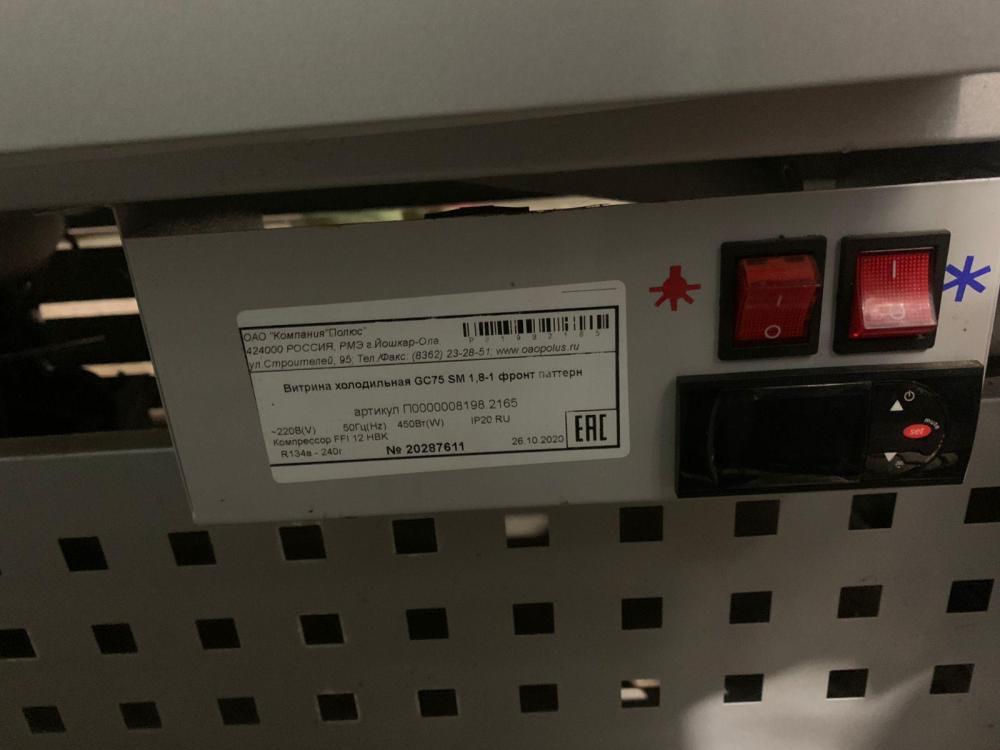 ОАО "Компания"Полюс"
424000 РОССИЯ, РМЭ г.Йошкар-Ола
ул Строителей, 95; Тел./Факс: (8362) 23-28-51; www.oaopolus.ru
Витрина холодильная GC75 SM 1,8-1 фронт паттерн
артикул П0000008198.2165
~220В(V) 50Гц(Hz) 450Вт(W) IP20 RU
Компрессор FFI 12 HBK
R134a - 240г № 20287611 26.10.2020
EAC
set
mute